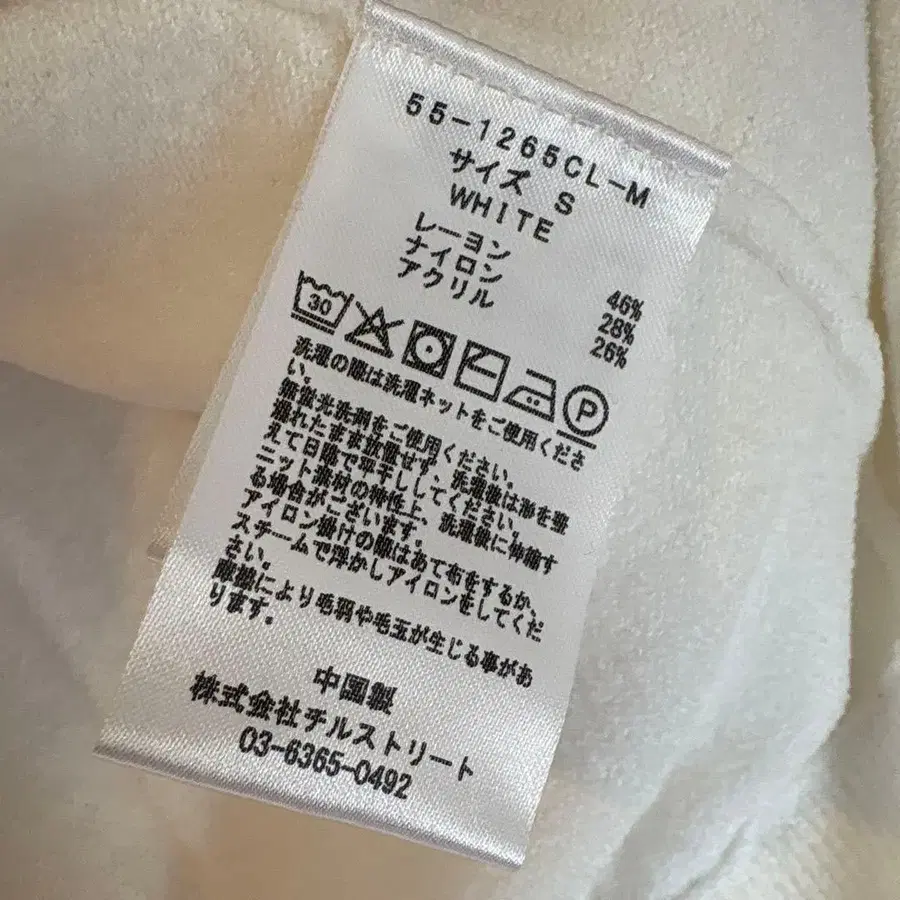 55-1265CL-M
サイズ S
WHITE
レーヨン 46%
ナイロン 28%
アクリル 26%
30
P
洗濯の際は洗濯ネットをご使用くださ
い。
無蛍光洗剤をご使用ください。
濡れたまま放置せず、洗濯後は形を整
えて日陰で平干ししてください。
ニット素材の特性上、洗濯後に伸縮す
る場合がございます。
アイロン掛けの際はあて布をするか、
スチームで浮かしアイロンをしてくだ
さい。
摩擦により毛羽や毛玉が生じる事があ
ります。
中国製
株式会社チルストリート
03-6365-0492